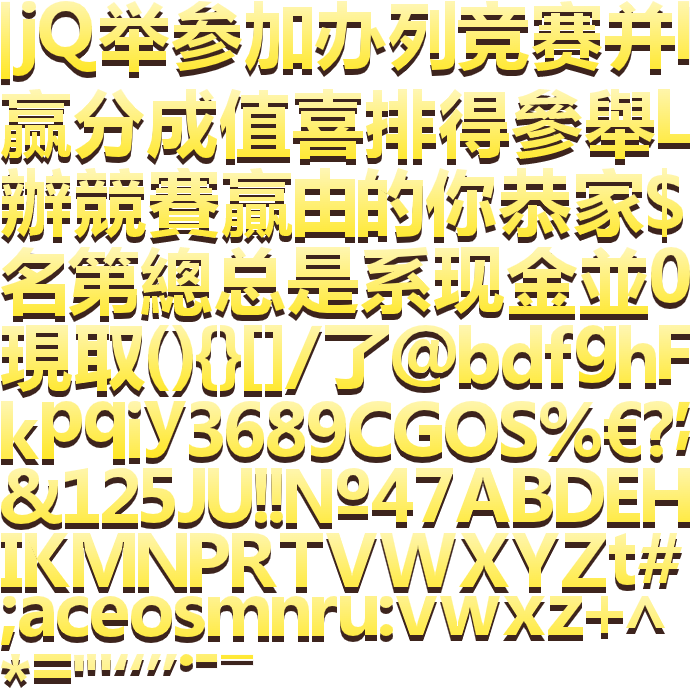 |jQ举参加办列竞赛并l
赢分成值喜排得參舉L
辦競賽贏由的你恭家$
名第總总是系现金並0
現取(){}[]/了@bdfghF
kpqiy3689CGOS%€?;
&125JU!!Nº47ABDEH
IKMNPRTVWXYZt#
;aceosmnru:vwxz+^
*="